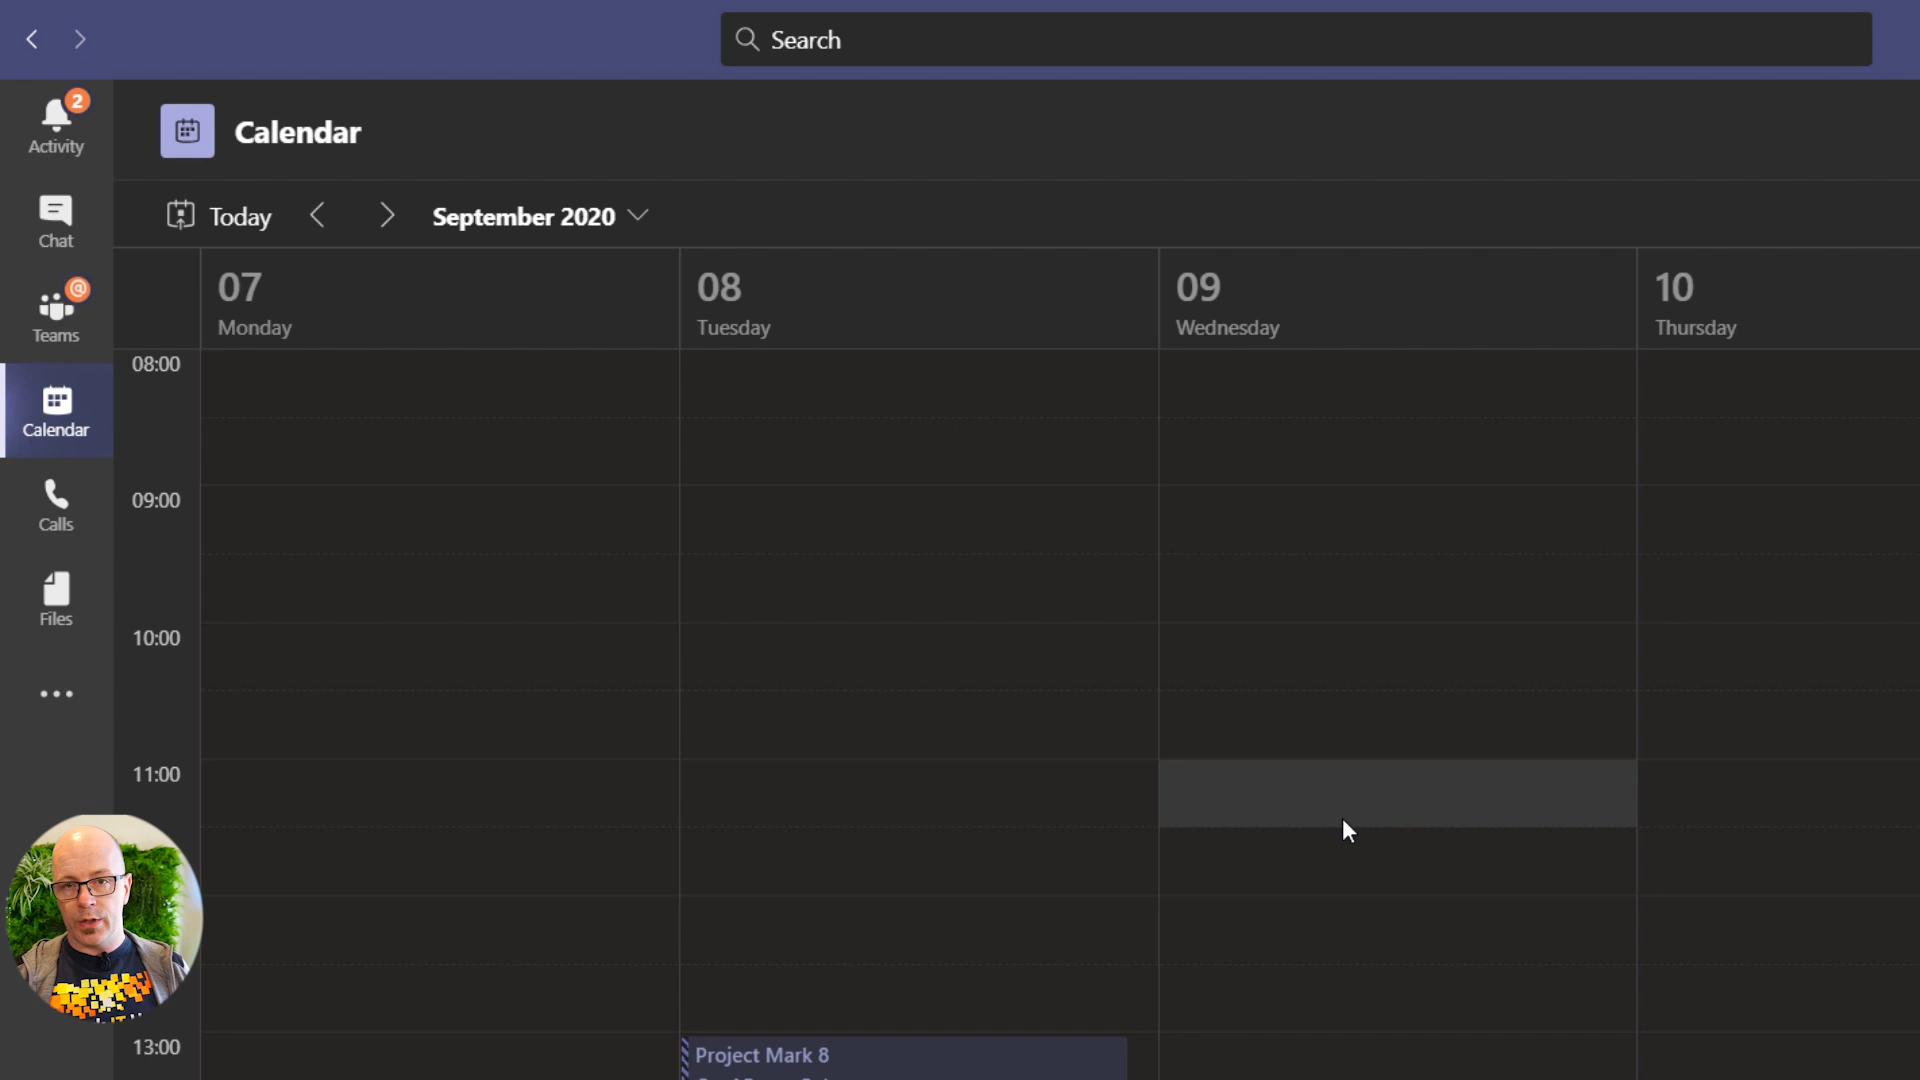 Search
2
Activity
Calendar
Chat
Today
September 2020
@
Teams
07
08
09
10
Monday
Tuesday
Wednesday
Thursday
08:00
Calendar
09:00
Calls
10:00
Files
11:00
13:00
Project Mark 8